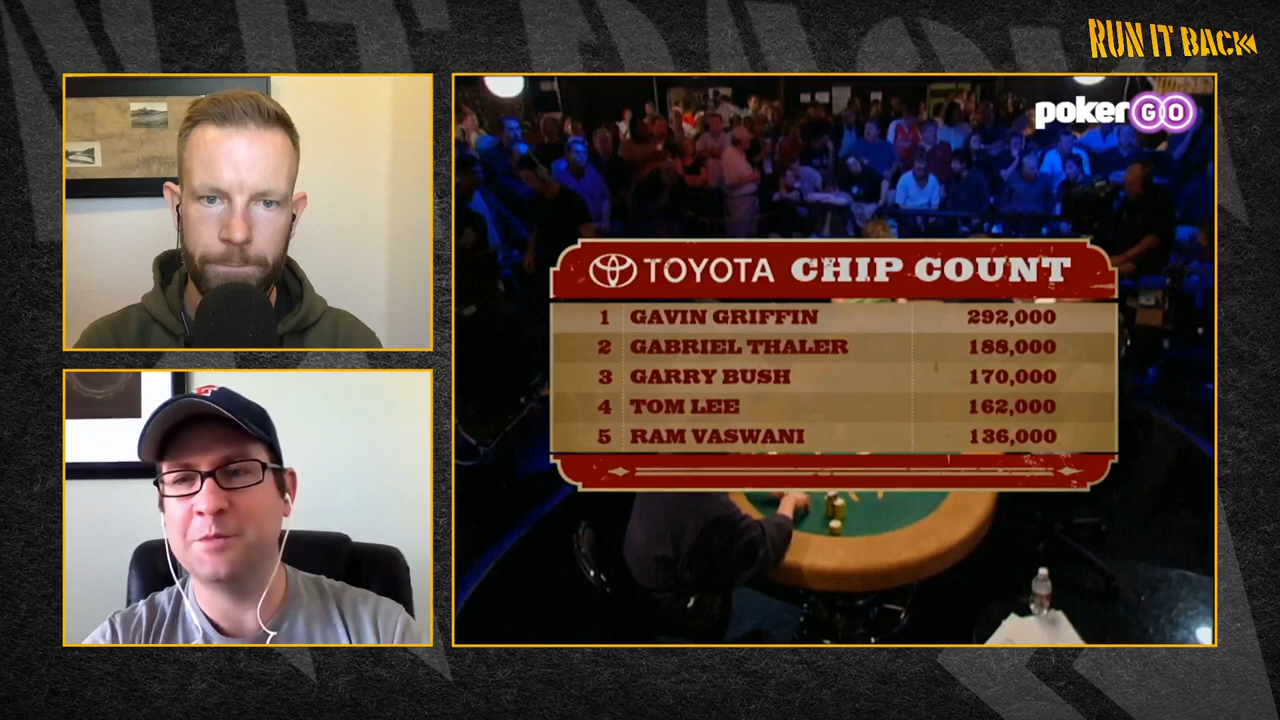 RUN IT BACK
pokerGO
TOYOTA CHIP COUNT
1 GAVIN GRIFFIN 292,000
2 GABRIEL THALER 188,000
3 GARRY BUSH 170,000
4 TOM LEE 162,000
5 RAM VASWANI 136,000